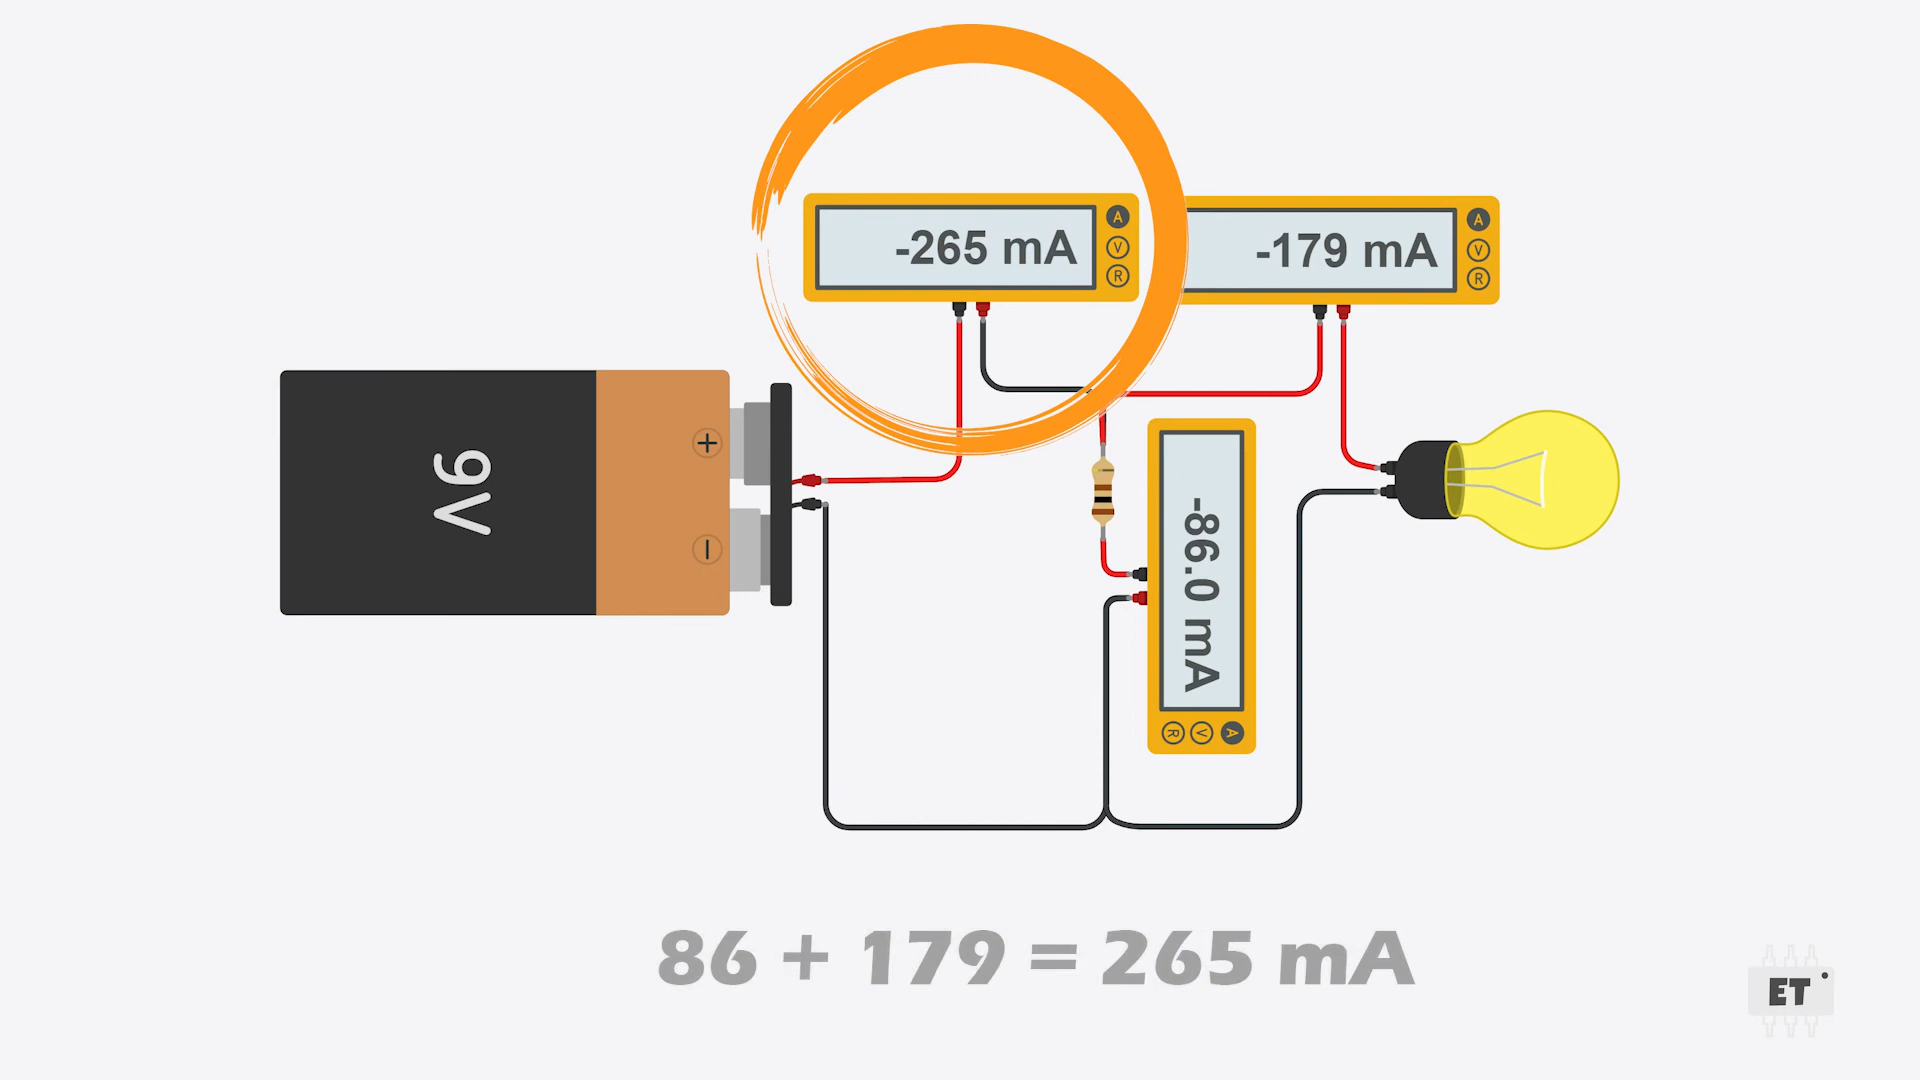 -265 mA
A
V
R
-179 mA
A
V
R
+
9V
-
-86.0 mA
R
V
A
86 + 179 = 265 mA
ET